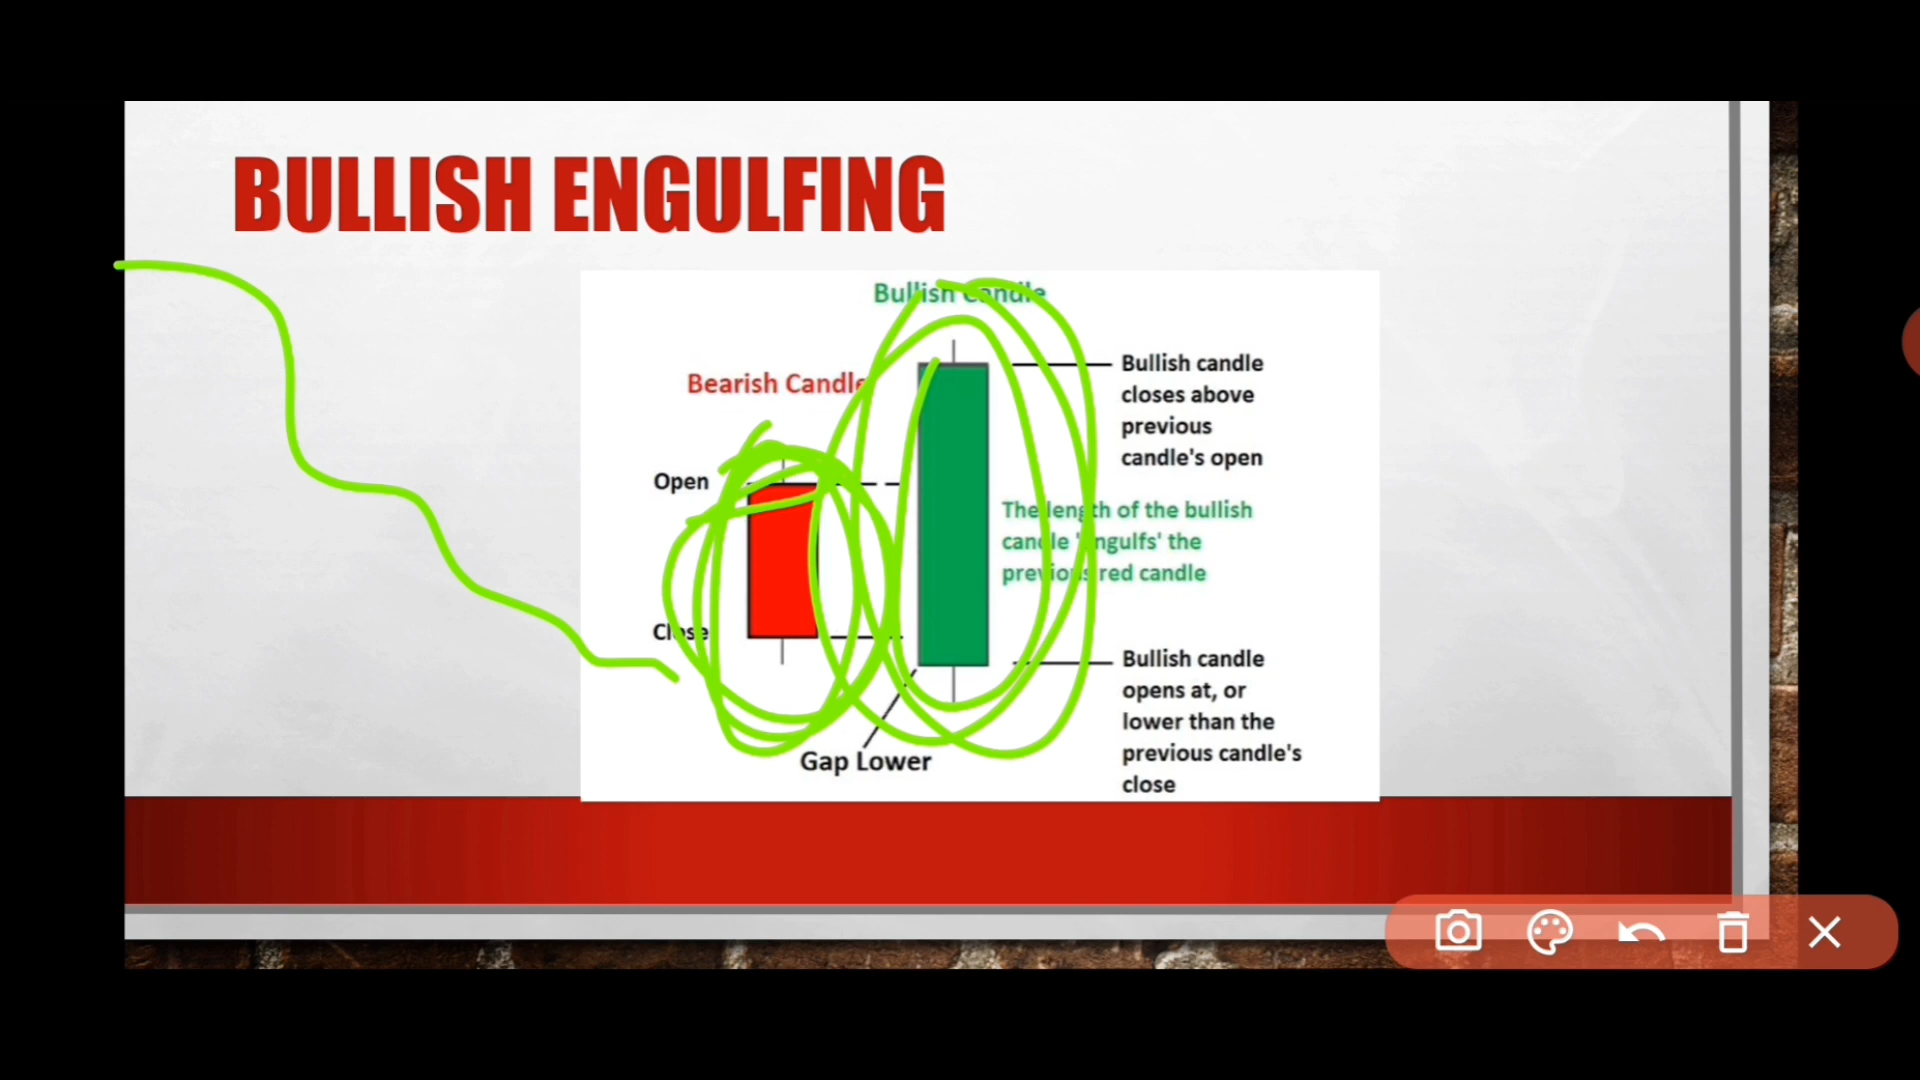 BULLISH ENGULFING
Bullish Candle
Bearish Candle
Open
Close
Gap Lower
Bullish candle
closes above
previous
candle's open
The length of the bullish
candle 'engulfs' the
previous red candle
Bullish candle
opens at, or
lower than the
previous candle's
close